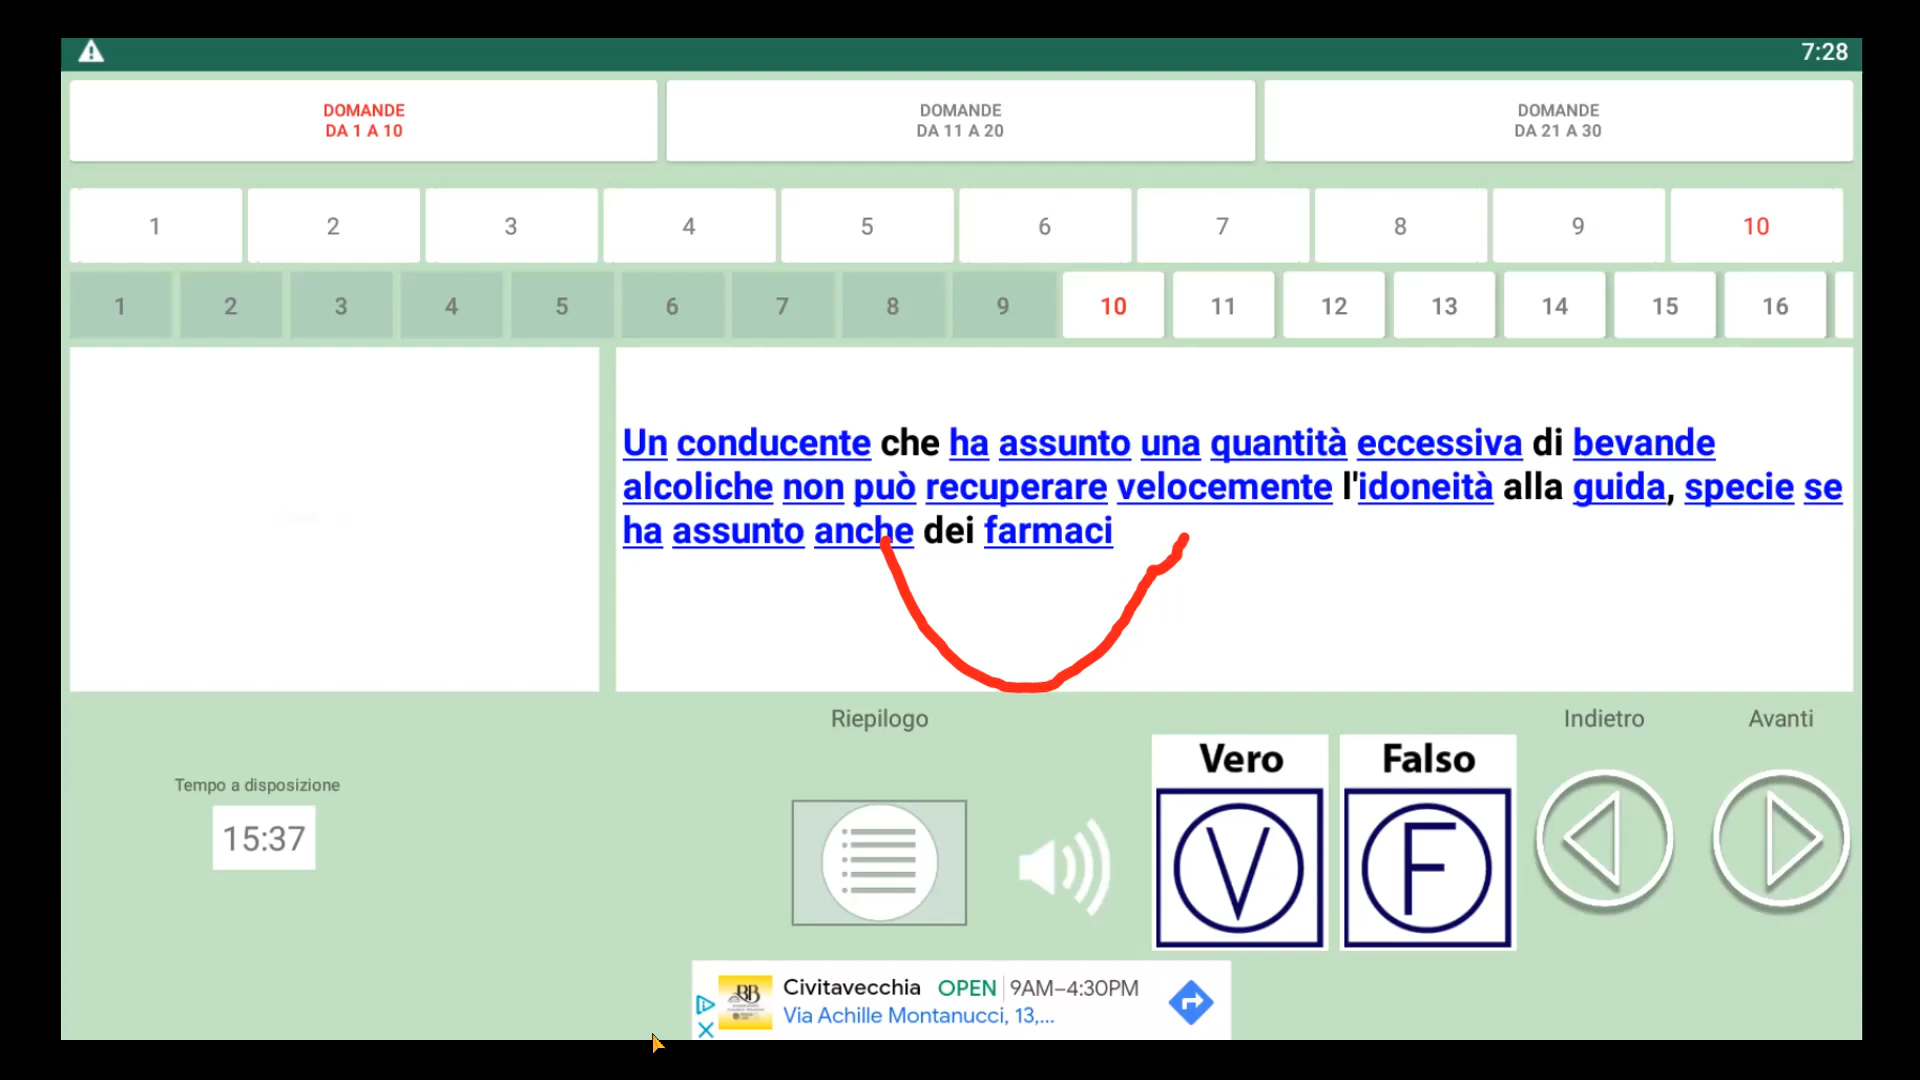 7:28
DOMANDE
DA 1 A 10
DOMANDE
DA 11 A 20
DOMANDE
DA 21 A 30
1 2 3 4 5 6 7 8 9 10
1 2 3 4 5 6 7 8 9 10 11 12 13 14 15 16
Un conducente che ha assunto una quantità eccessiva di bevande
alcoliche non può recuperare velocemente l'idoneità alla guida, specie se
ha assunto anche dei farmaci
Riepilogo
Indietro
Avanti
Vero
Falso
V
F
Tempo a disposizione
15:37
Civitavecchia OPEN 9AM–4:30PM
Via Achille Montanucci, 13,...